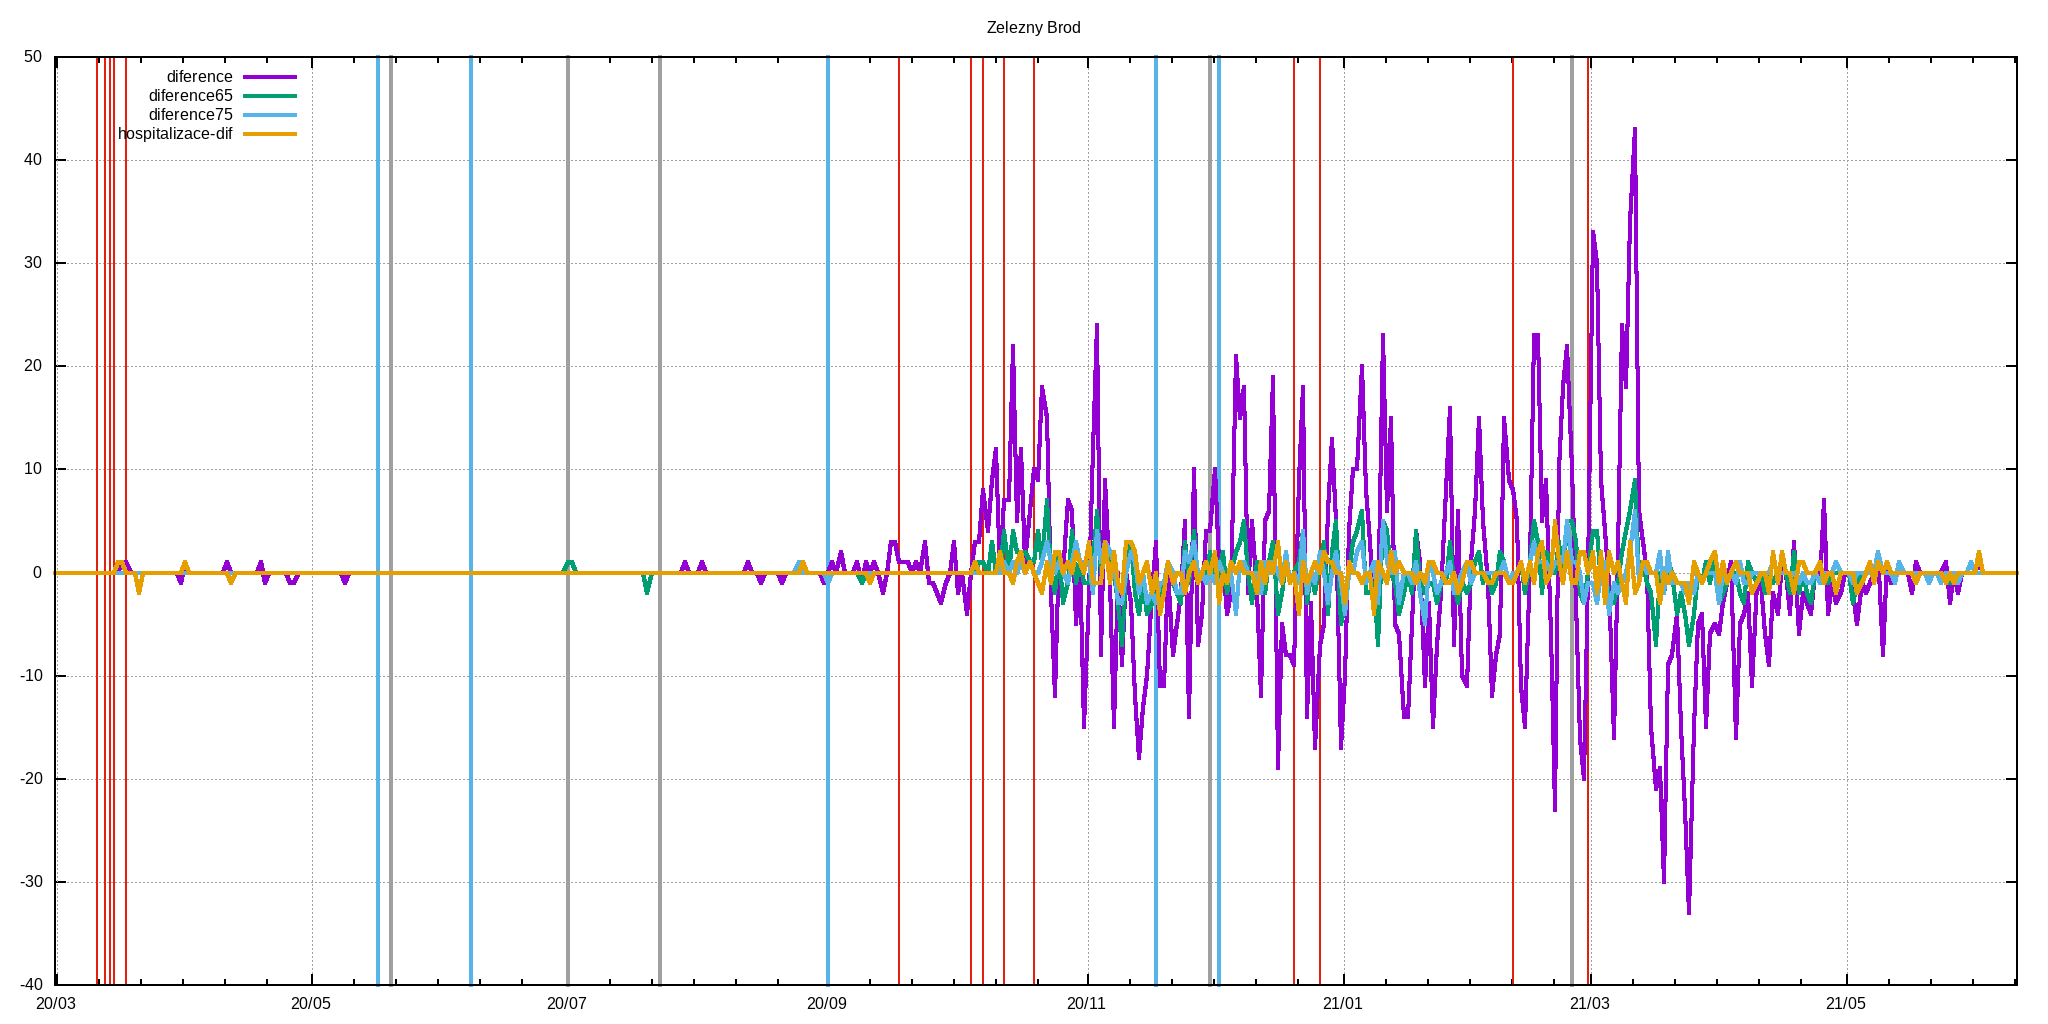 Zelezny Brod
50
diference
diference65
diference75
hospitalizace-dif
40
30
20
10
0
-10
-20
-30
-40
20/03 20/05 20/07 20/09 20/11 21/01 21/03 21/05